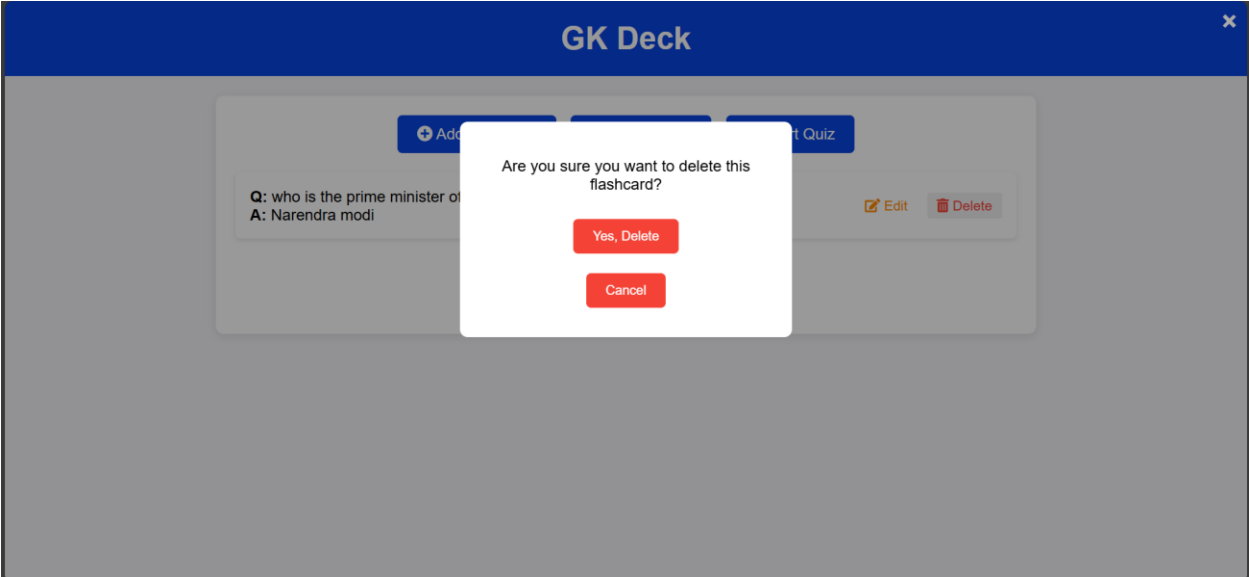 GK Deck
Add
Quiz
Are you sure you want to delete this
flashcard?
Q: who is the prime minister
A: Narendra modi
Edit
Delete
Yes, Delete
Cancel